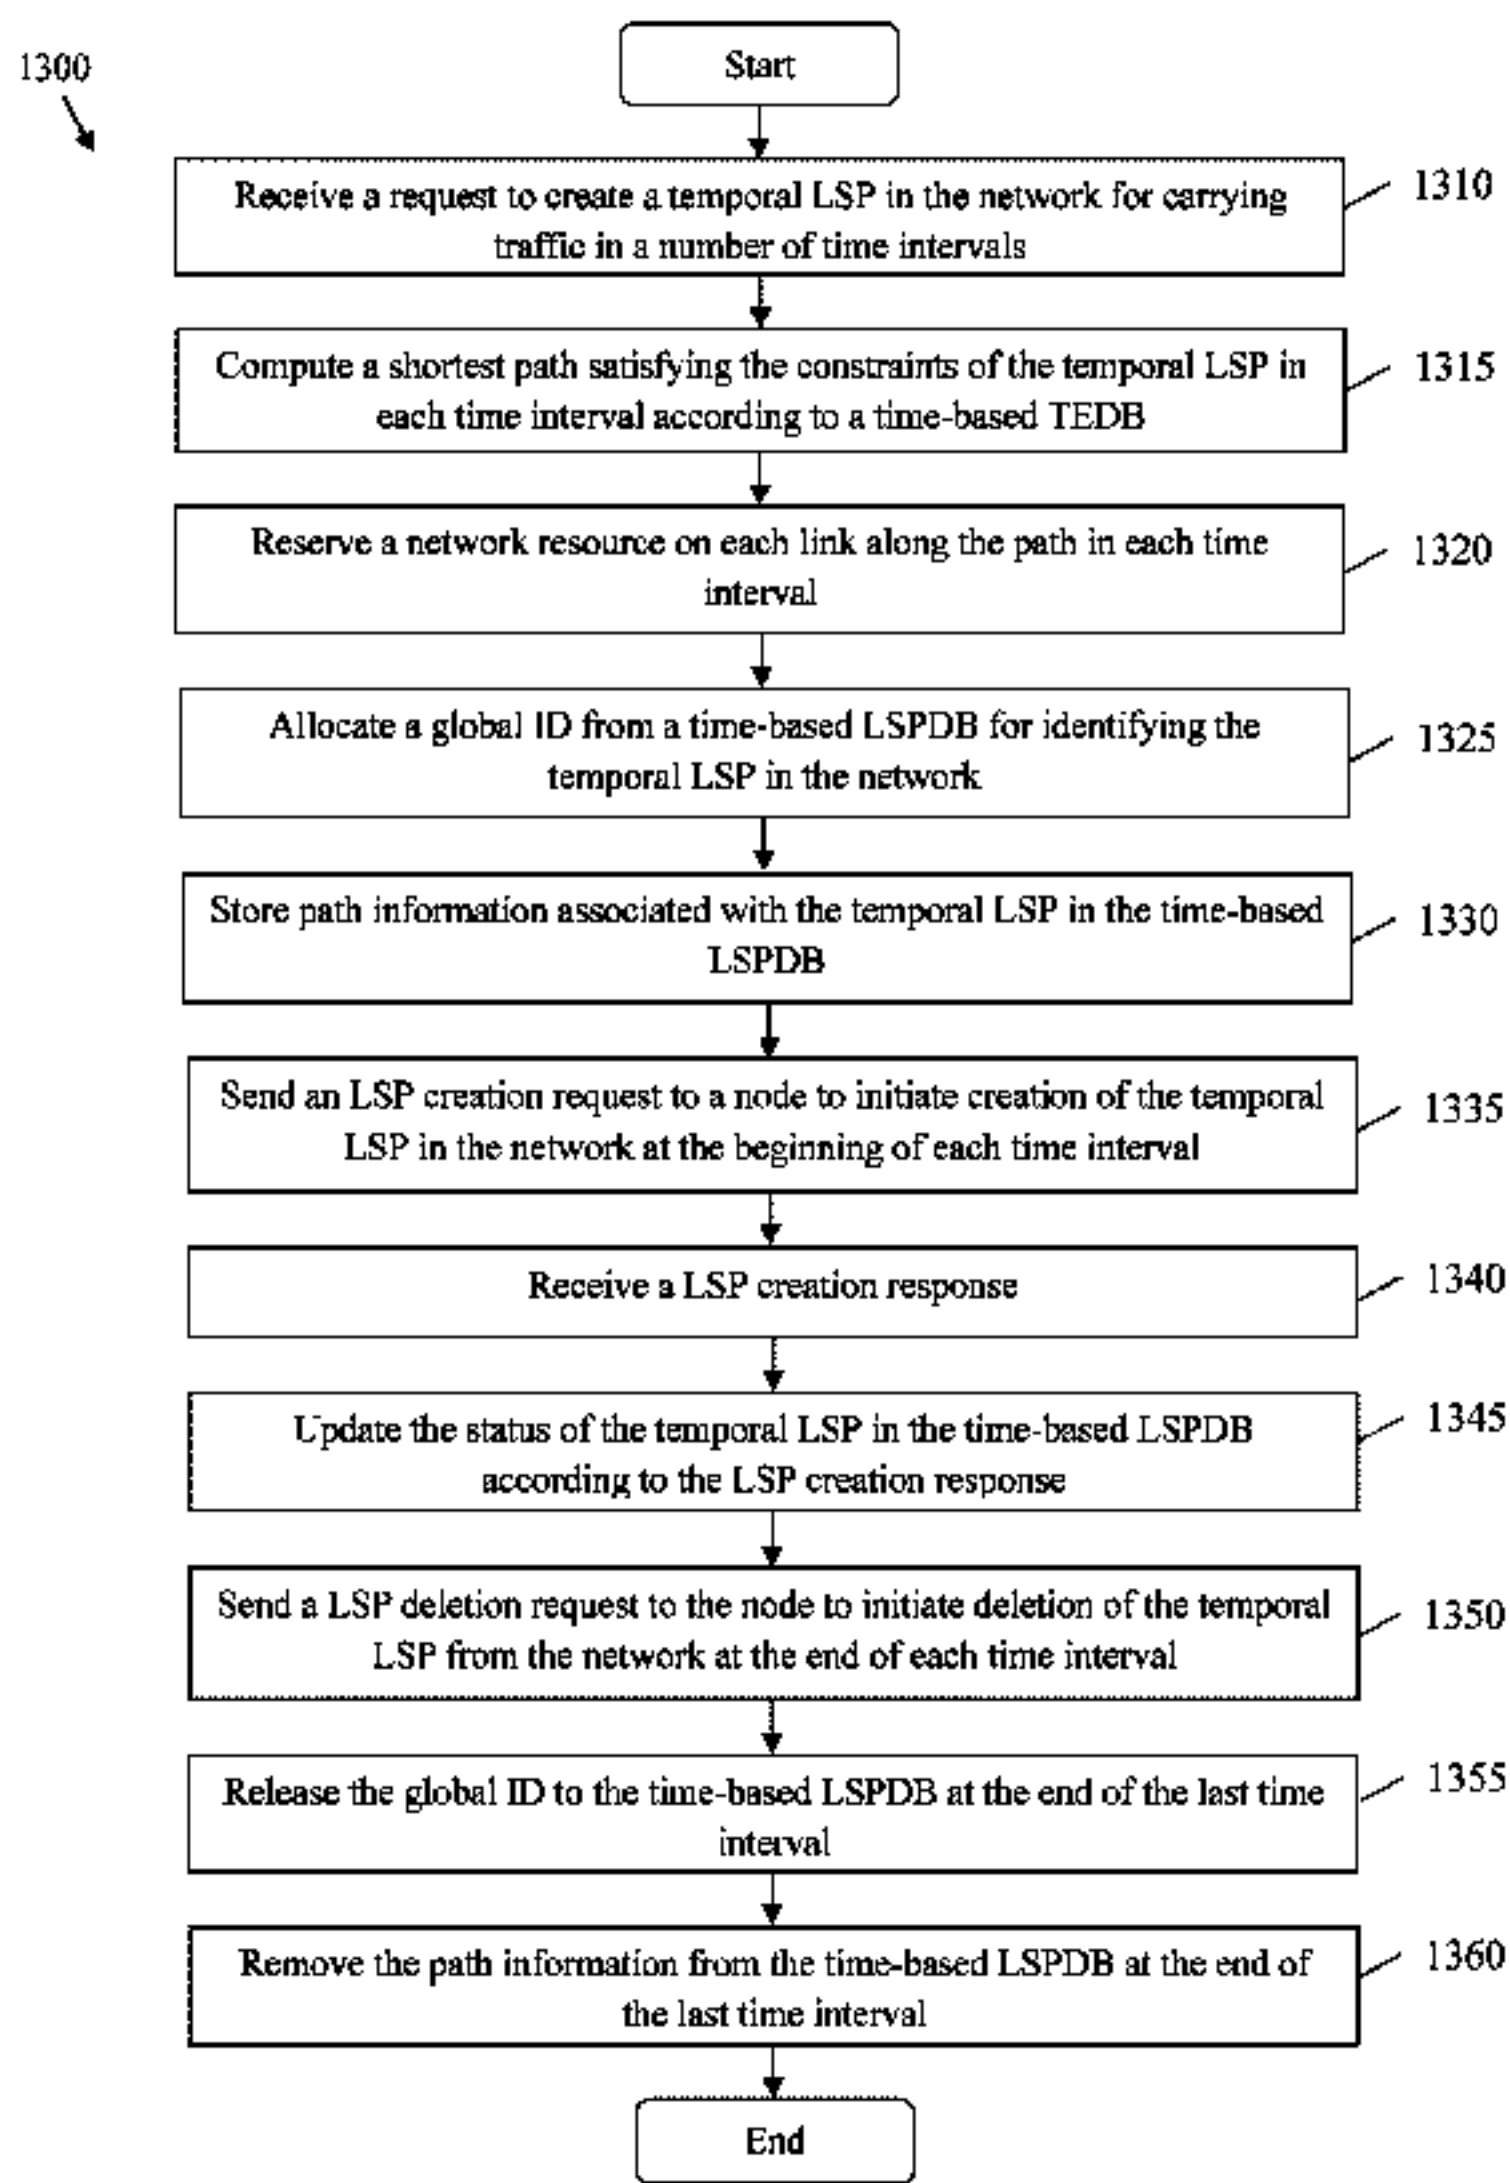 1300
Start
Receive a request to create a temporal LSP in the network for carrying
traffic in a number of time intervals
1310
Compute a shortest path satisfying the constraints of the temporal LSP in
each time interval according to a time-based TEDB
1315
Reserve a network resource on each link along the path in each time
interval
1320
Allocate a global ID from a time-based LSPDB for identifying the
temporal LSP in the network
1325
Store path information associated with the temporal LSP in the time-based
LSPDB
1330
Send an LSP creation request to a node to initiate creation of the temporal
LSP in the network at the beginning of each time interval
1335
Receive a LSP creation response
1340
Update the status of the temporal LSP in the time-based LSPDB
according to the LSP creation response
1345
Send a LSP deletion request to the node to initiate deletion of the temporal
LSP from the network at the end of each time interval
1350
Release the global ID to the time-based LSPDB at the end of the last time
interval
1355
Remove the path information from the time-based LSPDB at the end of
the last time interval
1360
End